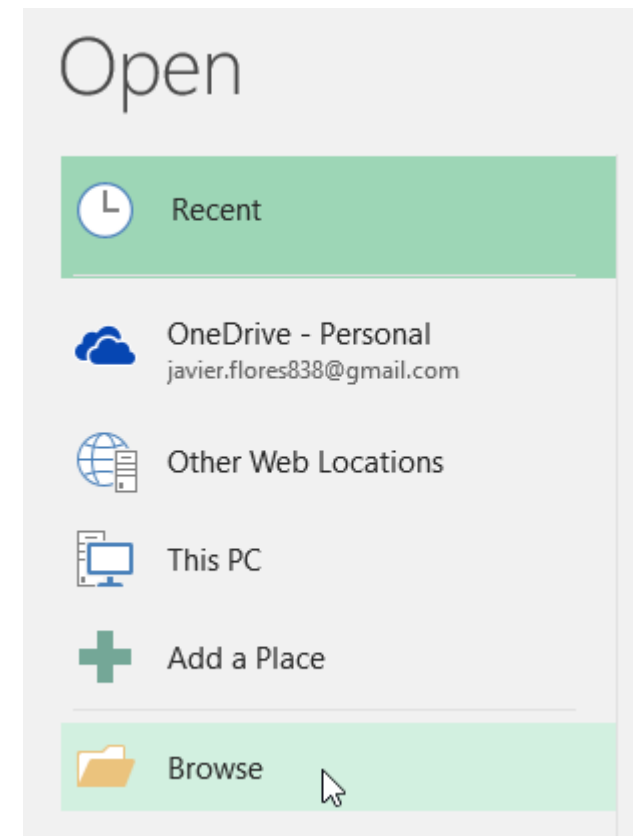 Open
Recent
OneDrive - Personal
javier.flores838@gmail.com
Other Web Locations
This PC
Add a Place
Browse